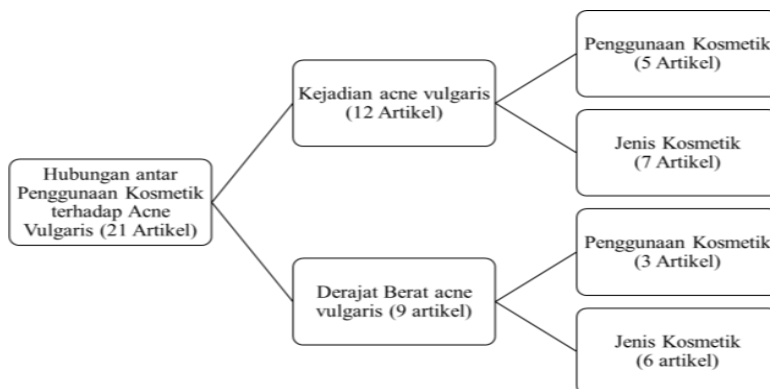 Hubungan antar
Penggunaan Kosmetik
terhadap Acne
Vulgaris (21 Artikel)
Kejadian acne vulgaris
(12 Artikel)
Penggunaan Kosmetik
(5 Artikel)
Jenis Kosmetik
(7 Artikel)
Derajat Berat acne
vulgaris (9 artikel)
Penggunaan Kosmetik
(3 Artikel)
Jenis Kosmetik
(6 artikel)